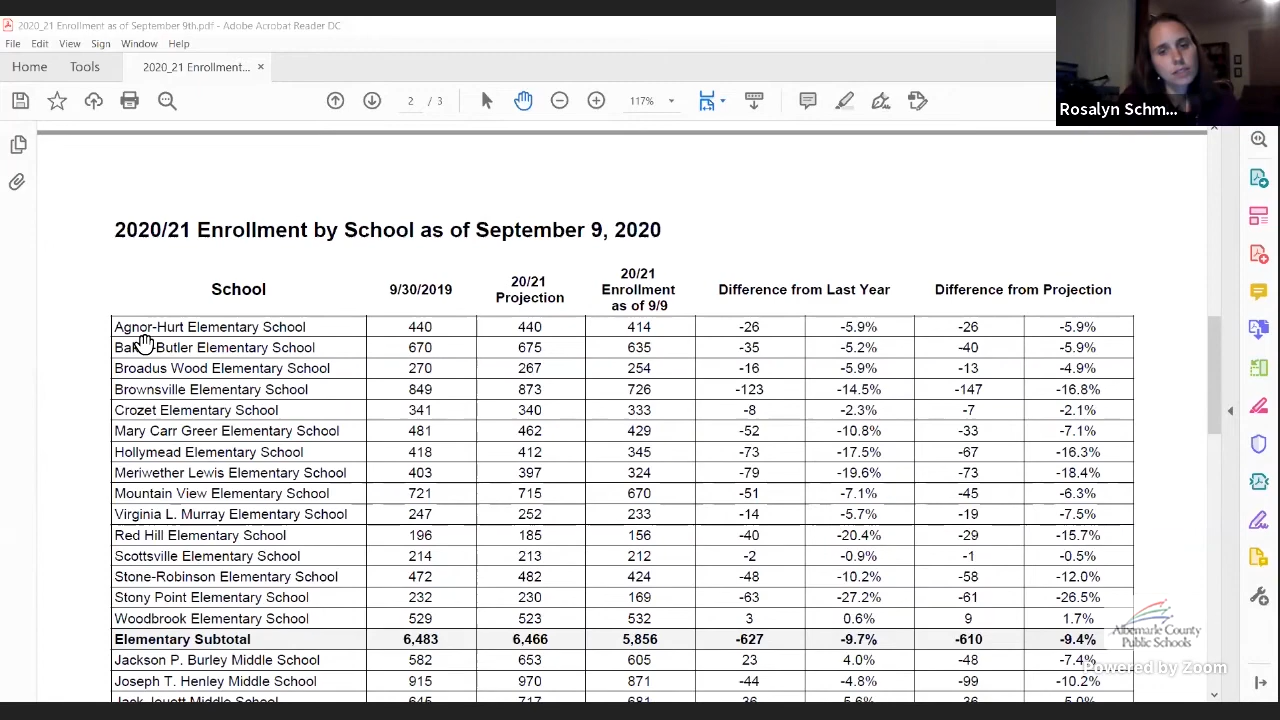 2020_21 Enrollment as of September 9th.pdf - Adobe Acrobat Reader DC
File Edit View Sign Window Help
Home Tools 2020_21 Enrollment... ×
2 / 3 117%
Rosalyn Schm...
2020/21 Enrollment by School as of September 9, 2020
School 9/30/2019 20/21 Projection 20/21 Enrollment as of 9/9 Difference from Last Year Difference from Projection
Agnor-Hurt Elementary School 440 440 414 -26 -5.9% -26 -5.9%
-Butler Elementary School 670 675 635 -35 -5.2% -40 -5.9%
Broadus Wood Elementary School 270 267 254 -16 -5.9% -13 -4.9%
Brownsville Elementary School 849 873 726 -123 -14.5% -147 -16.8%
Crozet Elementary School 341 340 333 -8 -2.3% -7 -2.1%
Mary Carr Greer Elementary School 481 462 429 -52 -10.8% -33 -7.1%
Hollymead Elementary School 418 412 345 -73 -17.5% -67 -16.3%
Meriwether Lewis Elementary School 403 397 324 -79 -19.6% -73 -18.4%
Mountain View Elementary School 721 715 670 -51 -7.1% -45 -6.3%
Virginia L. Murray Elementary School 247 252 233 -14 -5.7% -19 -7.5%
Red Hill Elementary School 196 185 156 -40 -20.4% -29 -15.7%
Scottsville Elementary School 214 213 212 -2 -0.9% -1 -0.5%
Stone-Robinson Elementary School 472 482 424 -48 -10.2% -58 -12.0%
Stony Point Elementary School 232 230 169 -63 -27.2% -61 -26.5%
Woodbrook Elementary School 529 523 532 3 0.6% 9 1.7%
Elementary Subtotal 6,483 6,466 5,856 -627 -9.7% -610 -9.4%
Albemarle County
Public Schools
Jackson P. Burley Middle School 582 653 605 23 4.0% -48 -7.4%
Powered by Zoom
Joseph T. Henley Middle School 915 970 871 -44 -4.8% -99 -10.2%
Jack Jouett Middle School 645 717 681 36 5.6% -36 -5.0%